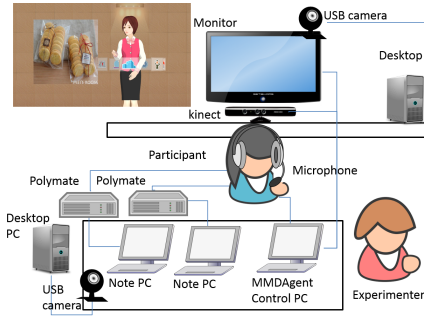 Monitor
USB camera
Desktop
kinect
Participant
Microphone
Polymate
Polymate
Desktop
PC
Note PC
Note PC
MMDAgent
Control PC
USB
camera
Experimenter